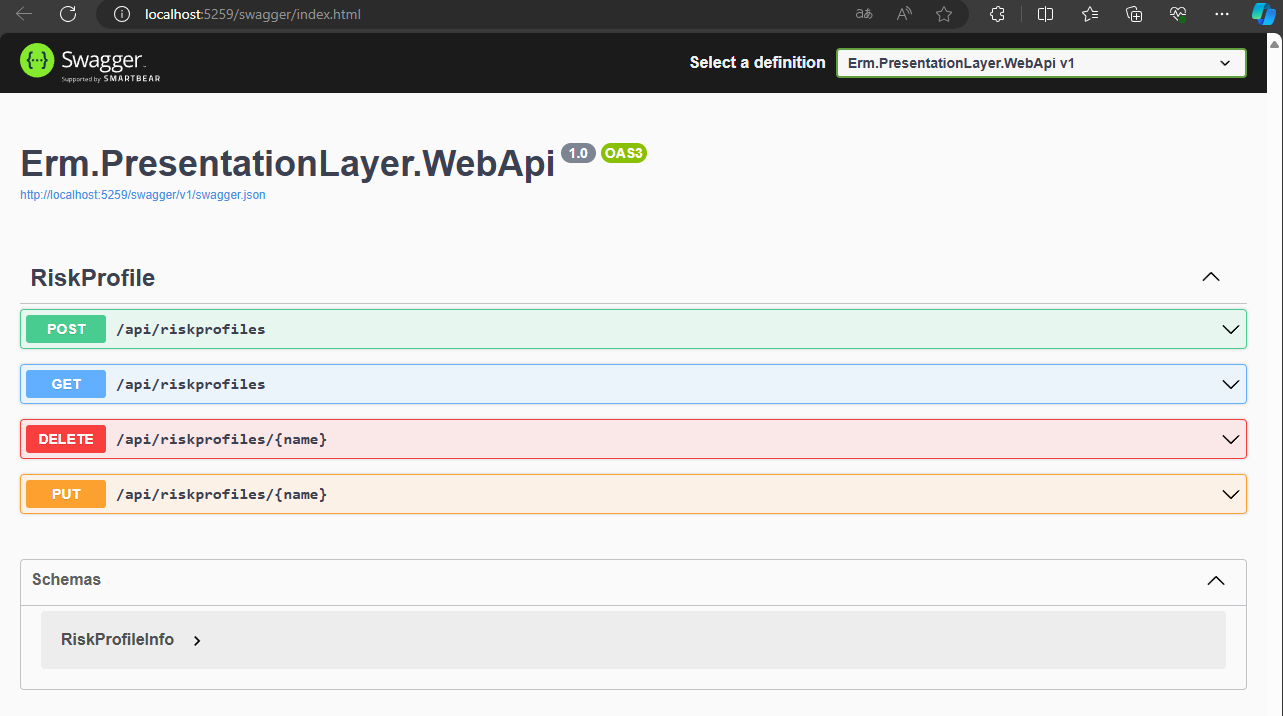 localhost:5259/swagger/index.html
Swagger
Supported by SMARTBEAR
Select a definition
Erm.PresentationLayer.WebApi v1
Erm.PresentationLayer.WebApi 1.0 OAS3
http://localhost:5259/swagger/v1/swagger.json
RiskProfile
POST /api/riskprofiles
GET /api/riskprofiles
DELETE /api/riskprofiles/{name}
PUT /api/riskprofiles/{name}
Schemas
RiskProfileInfo